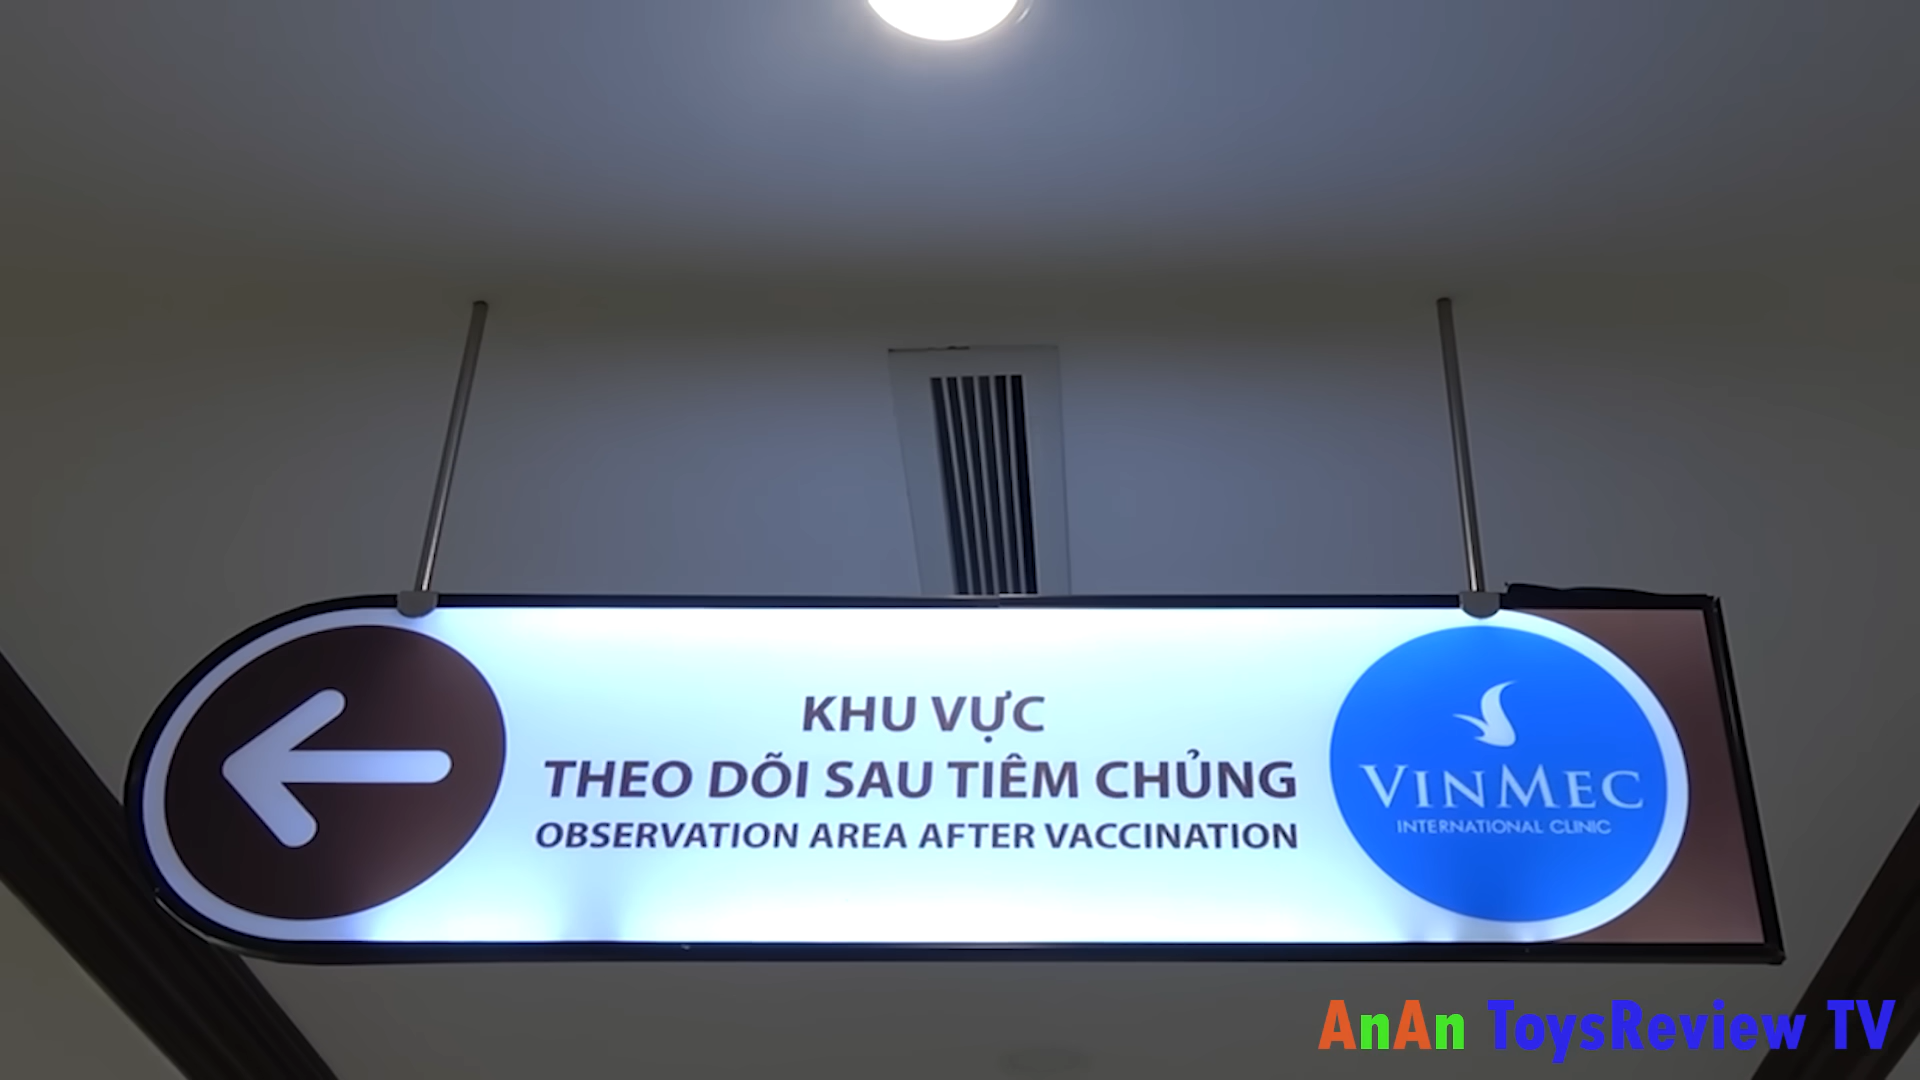 KHU VỰC
THEO DÕI SAU TIÊM CHỦNG
OBSERVATION AREA AFTER VACCINATION
VINMEC
INTERNATIONAL CLINIC
AnAn ToysReview TV